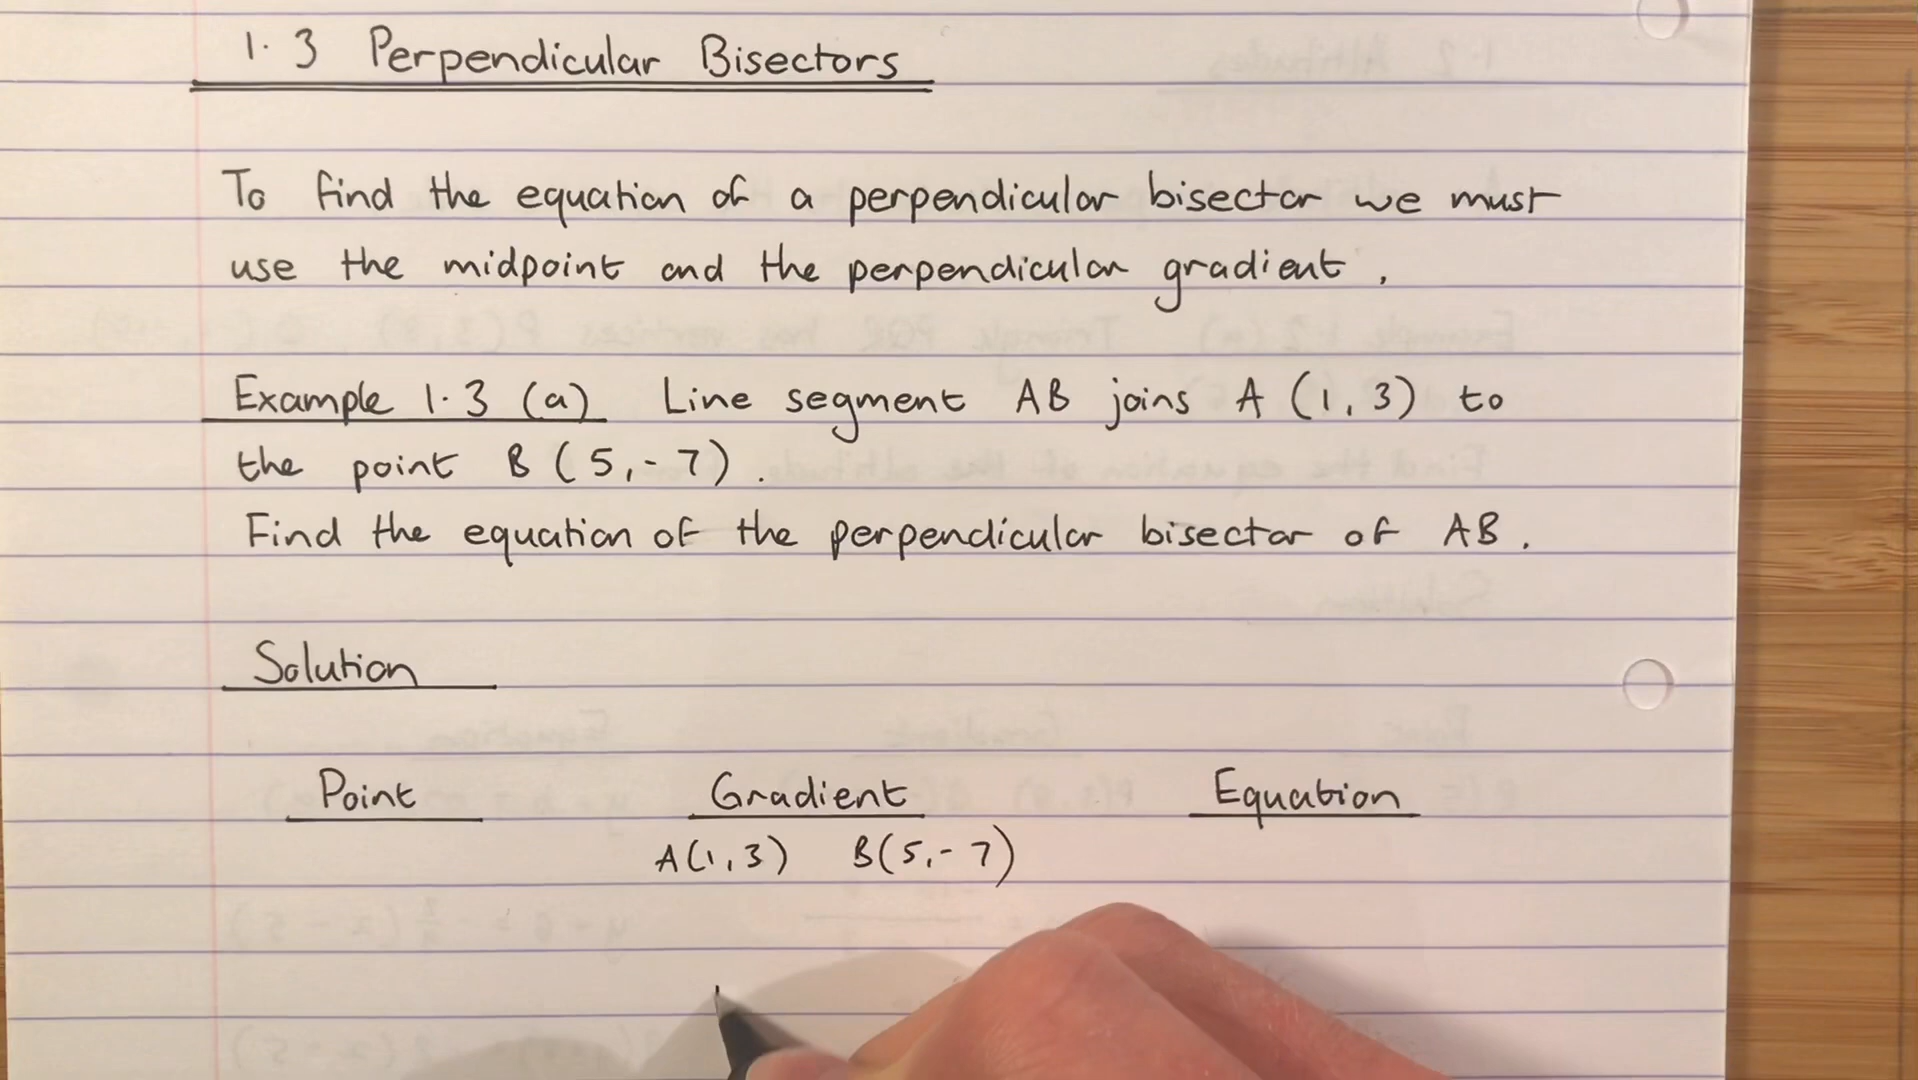 1.3 Perpendicular Bisectors
To find the equation of a perpendicular bisector we must
use the midpoint and the perpendicular gradient.
Example 1.3 (a) Line segment AB joins A (1, 3) to
the point B (5, -7).
Find the equation of the perpendicular bisector of AB.
Solution
Point Gradient Equation
A(1, 3) B(5, -7)